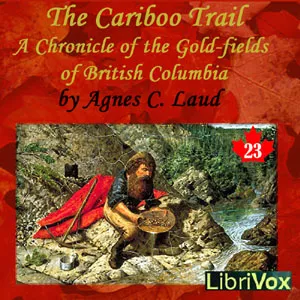 The Cariboo Trail
A Chronicle of the Gold-fields
of British Columbia
by Agnes C. Laud
23
LibriVox